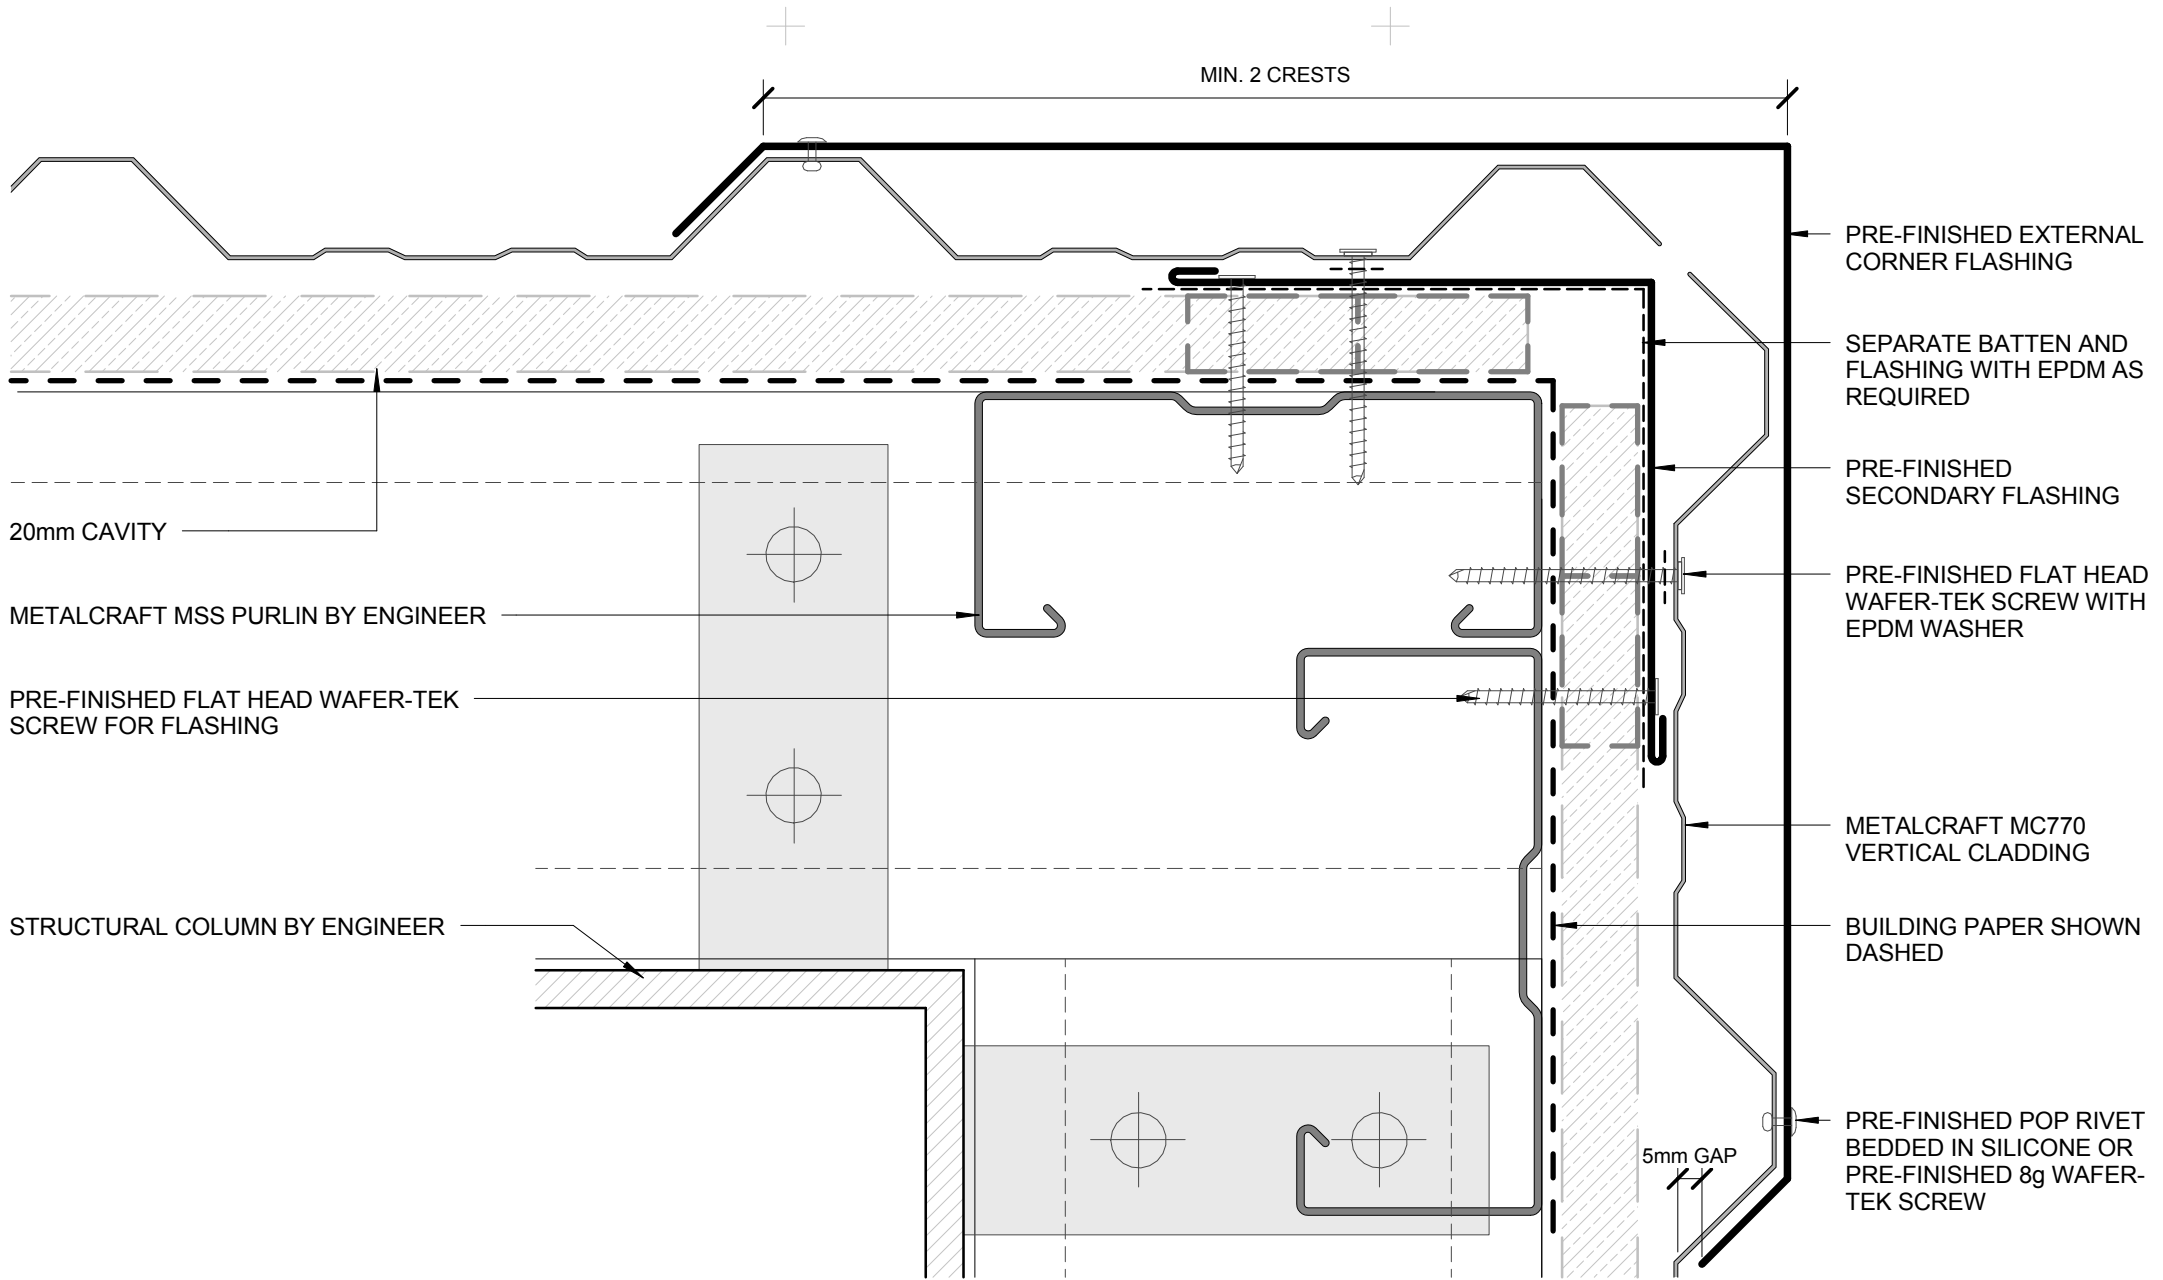 MIN. 2 CRESTS
PRE-FINISHED EXTERNAL
CORNER FLASHING
SEPARATE BATTEN AND
FLASHING WITH EPDM AS
REQUIRED
PRE-FINISHED
SECONDARY FLASHING
20mm CAVITY
PRE-FINISHED FLAT HEAD
WAFER-TEK SCREW WITH
EPDM WASHER
METALCRAFT MSS PURLIN BY ENGINEER
PRE-FINISHED FLAT HEAD WAFER-TEK
SCREW FOR FLASHING
METALCRAFT MC770
VERTICAL CLADDING
STRUCTURAL COLUMN BY ENGINEER
BUILDING PAPER SHOWN
DASHED
PRE-FINISHED POP RIVET
BEDDED IN SILICONE OR
PRE-FINISHED 8g WAFER-
TEK SCREW
5mm GAP